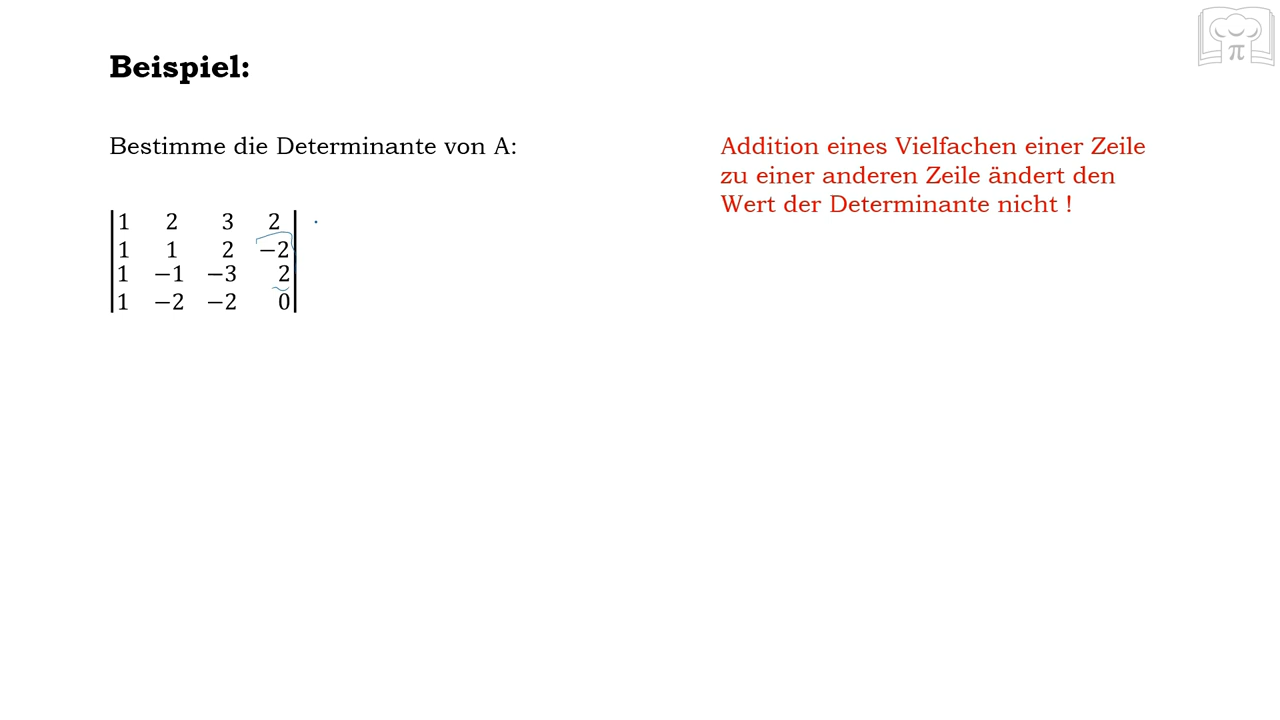 Beispiel:
Bestimme die Determinante von A:
Addition eines Vielfachen einer Zeile
zu einer anderen Zeile ändert den
Wert der Determinante nicht !
1 2 3 2
1 1 2 −2
1 −1 −3 2
1 −2 −2 0
π